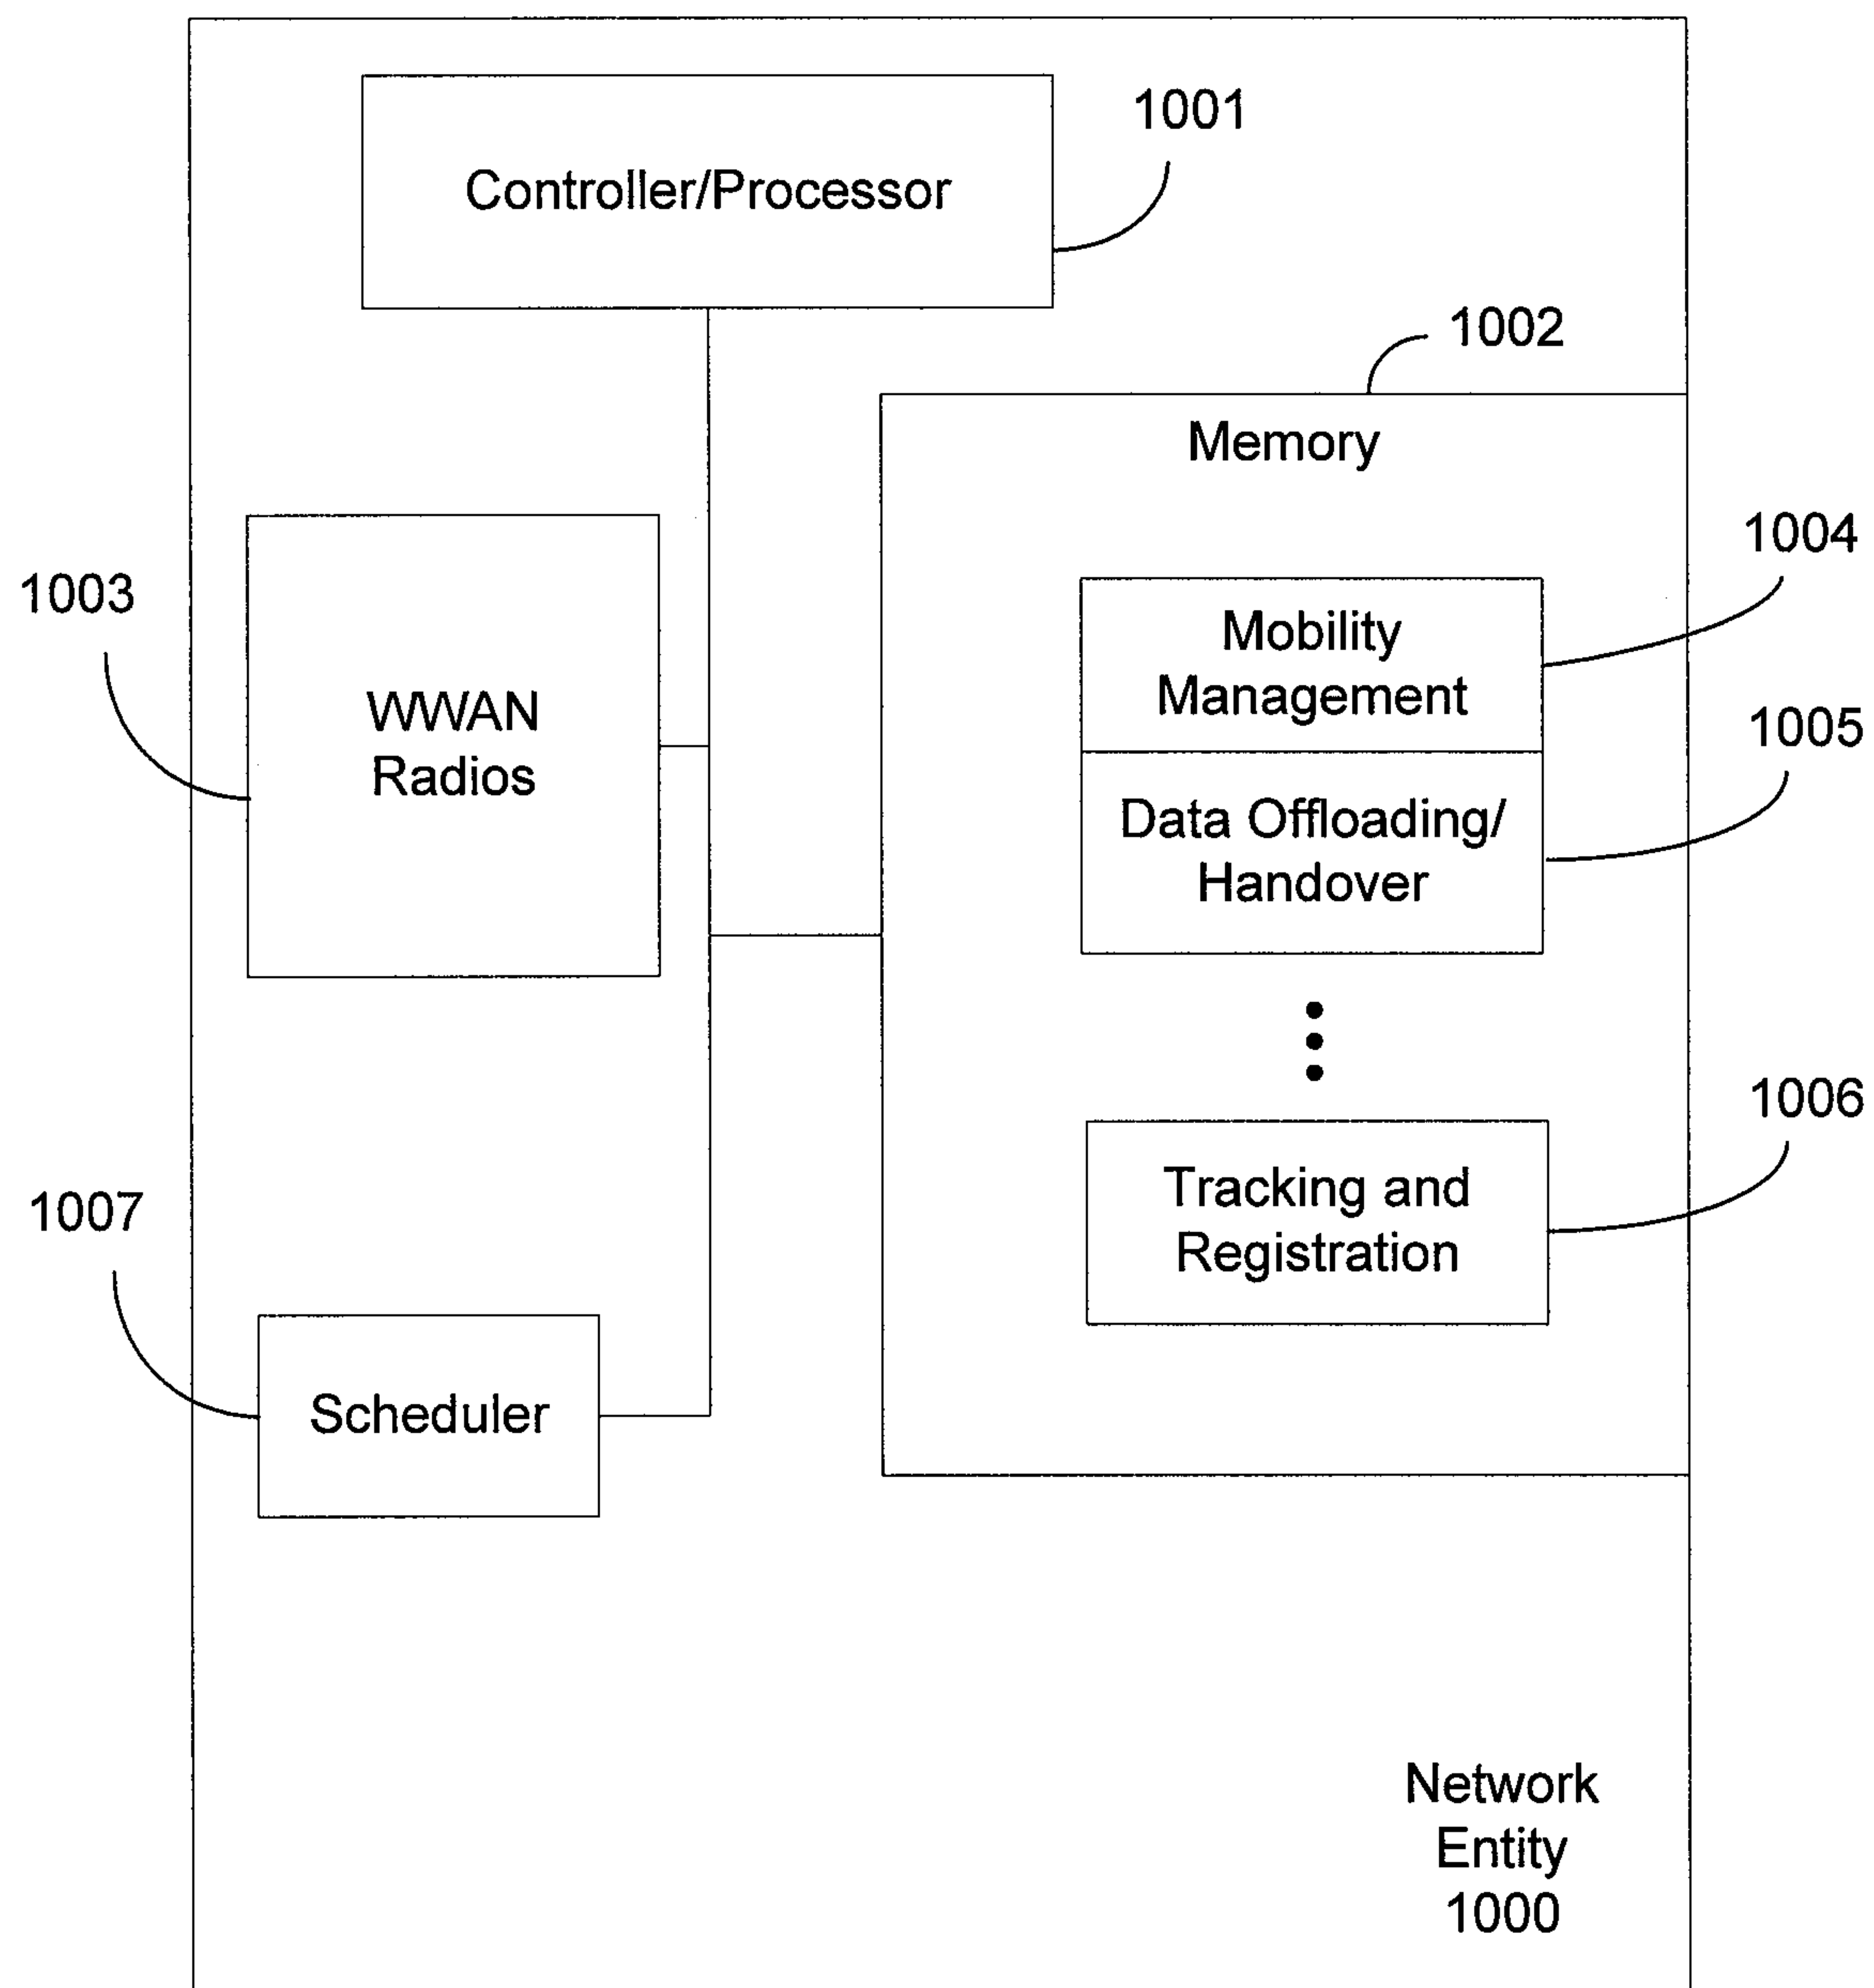 1001
Controller/Processor
1002
Memory
1004
1003
Mobility
Management
WWAN
Radios
1005
Data Offloading/
Handover
1006
Tracking and
Registration
1007
Scheduler
Network
Entity
1000